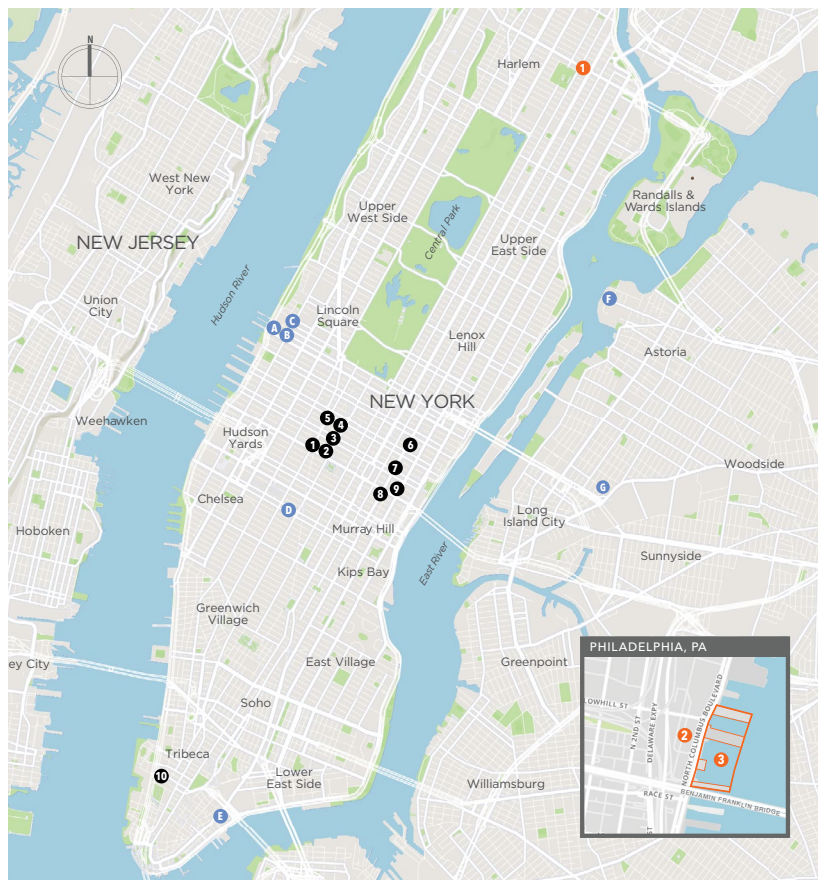 N
Harlem
1
West New
York
Randalls &
Wards Islands
Upper
West Side
Central Park
NEW JERSEY
Upper
East Side
Hudson River
Union
City
F
Lincoln
Square
C
A
B
Lenox
Hill
Astoria
NEW YORK
Weehawken
5
4
Hudson
Yards
3
1
2
6
7
Woodside
8
9
G
Chelsea
D
Long
Island City
Hoboken
Murray Hill
Sunnyside
East River
Kips Bay
Greenwich
Village
East Village
Greenpoint
ey City
Soho
Tribeca
10
Lower
East Side
Williamsburg
E
PHILADELPHIA, PA
LOWHILL ST
N 2ND ST
DELAWARE EXPY
NORTH COLUMBUS BOULEVARD
2
3
RACE ST
BENJAMIN FRANKLIN BRIDGE
ST